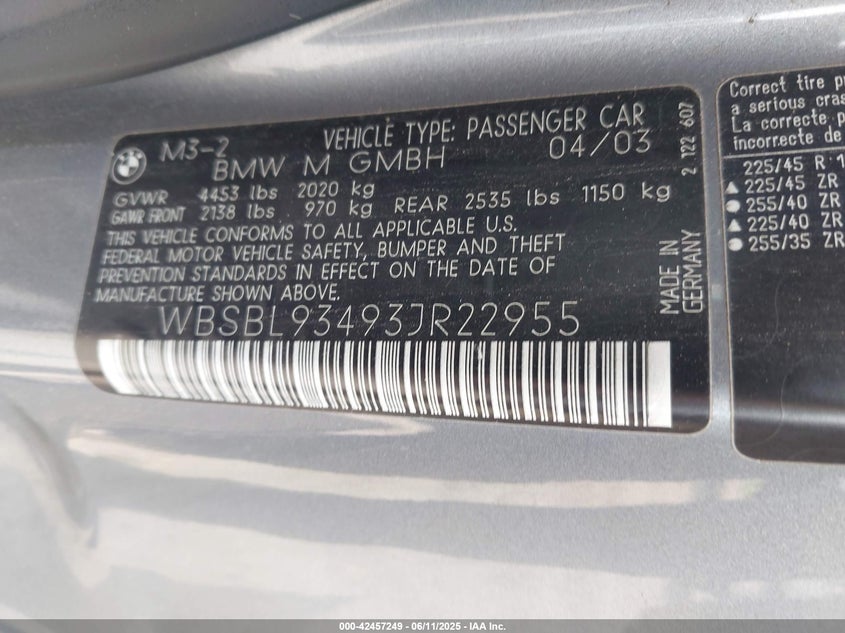 M3-2 VEHICLE TYPE: PASSENGER CAR
BMW M GMBH 04/03
GVWR 4453 lbs 2020 kg
GAWR FRONT 2138 lbs 970 kg REAR 2535 lbs 1150 kg
THIS VEHICLE CONFORMS TO ALL APPLICABLE U.S.
FEDERAL MOTOR VEHICLE SAFETY, BUMPER AND THEFT
PREVENTION STANDARDS IN EFFECT ON THE DATE OF
MANUFACTURE SHOWN ABOVE.
WBSBL93493JR22955
MADE IN
GERMANY
2 122 607
Correct tire
a serious
La correcte
incorrecte de
225/45 R
▲ 225/45 ZR
● 255/40 ZR
▲ 225/40 ZR
● 255/35 ZR
000-42457249 - 06/11/2025 - IAA Inc.